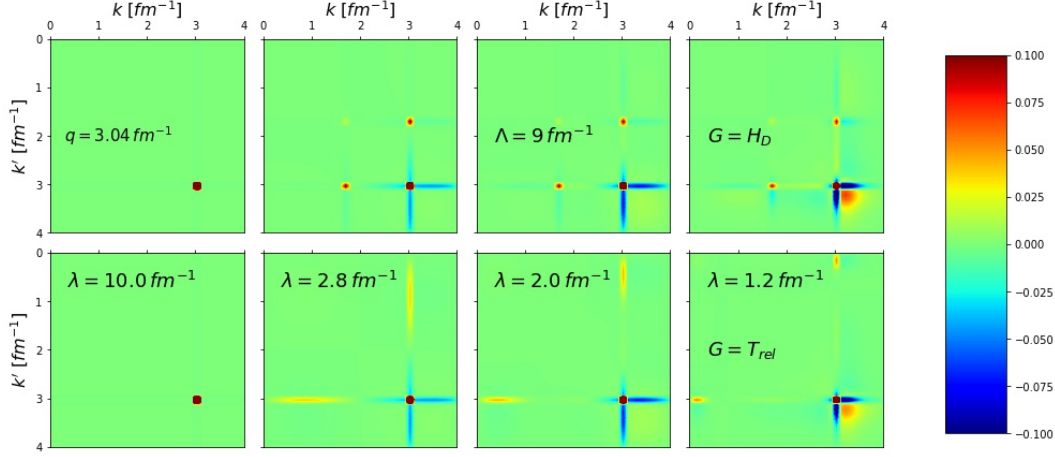 k [fm⁻¹] k [fm⁻¹] k [fm⁻¹] k [fm⁻¹]
0 1 2 3 4 0 1 2 3 4 0 1 2 3 4 0 1 2 3 4
k′ [fm⁻¹]
0
1
2
3
4
q = 3.04 fm⁻¹
Λ = 9 fm⁻¹
G = H_D
k′ [fm⁻¹]
0
1
2
3
4
λ = 10.0 fm⁻¹
λ = 2.8 fm⁻¹
λ = 2.0 fm⁻¹
λ = 1.2 fm⁻¹
G = T_rel
0.100
0.075
0.050
0.025
0.000
−0.025
−0.050
−0.075
−0.100